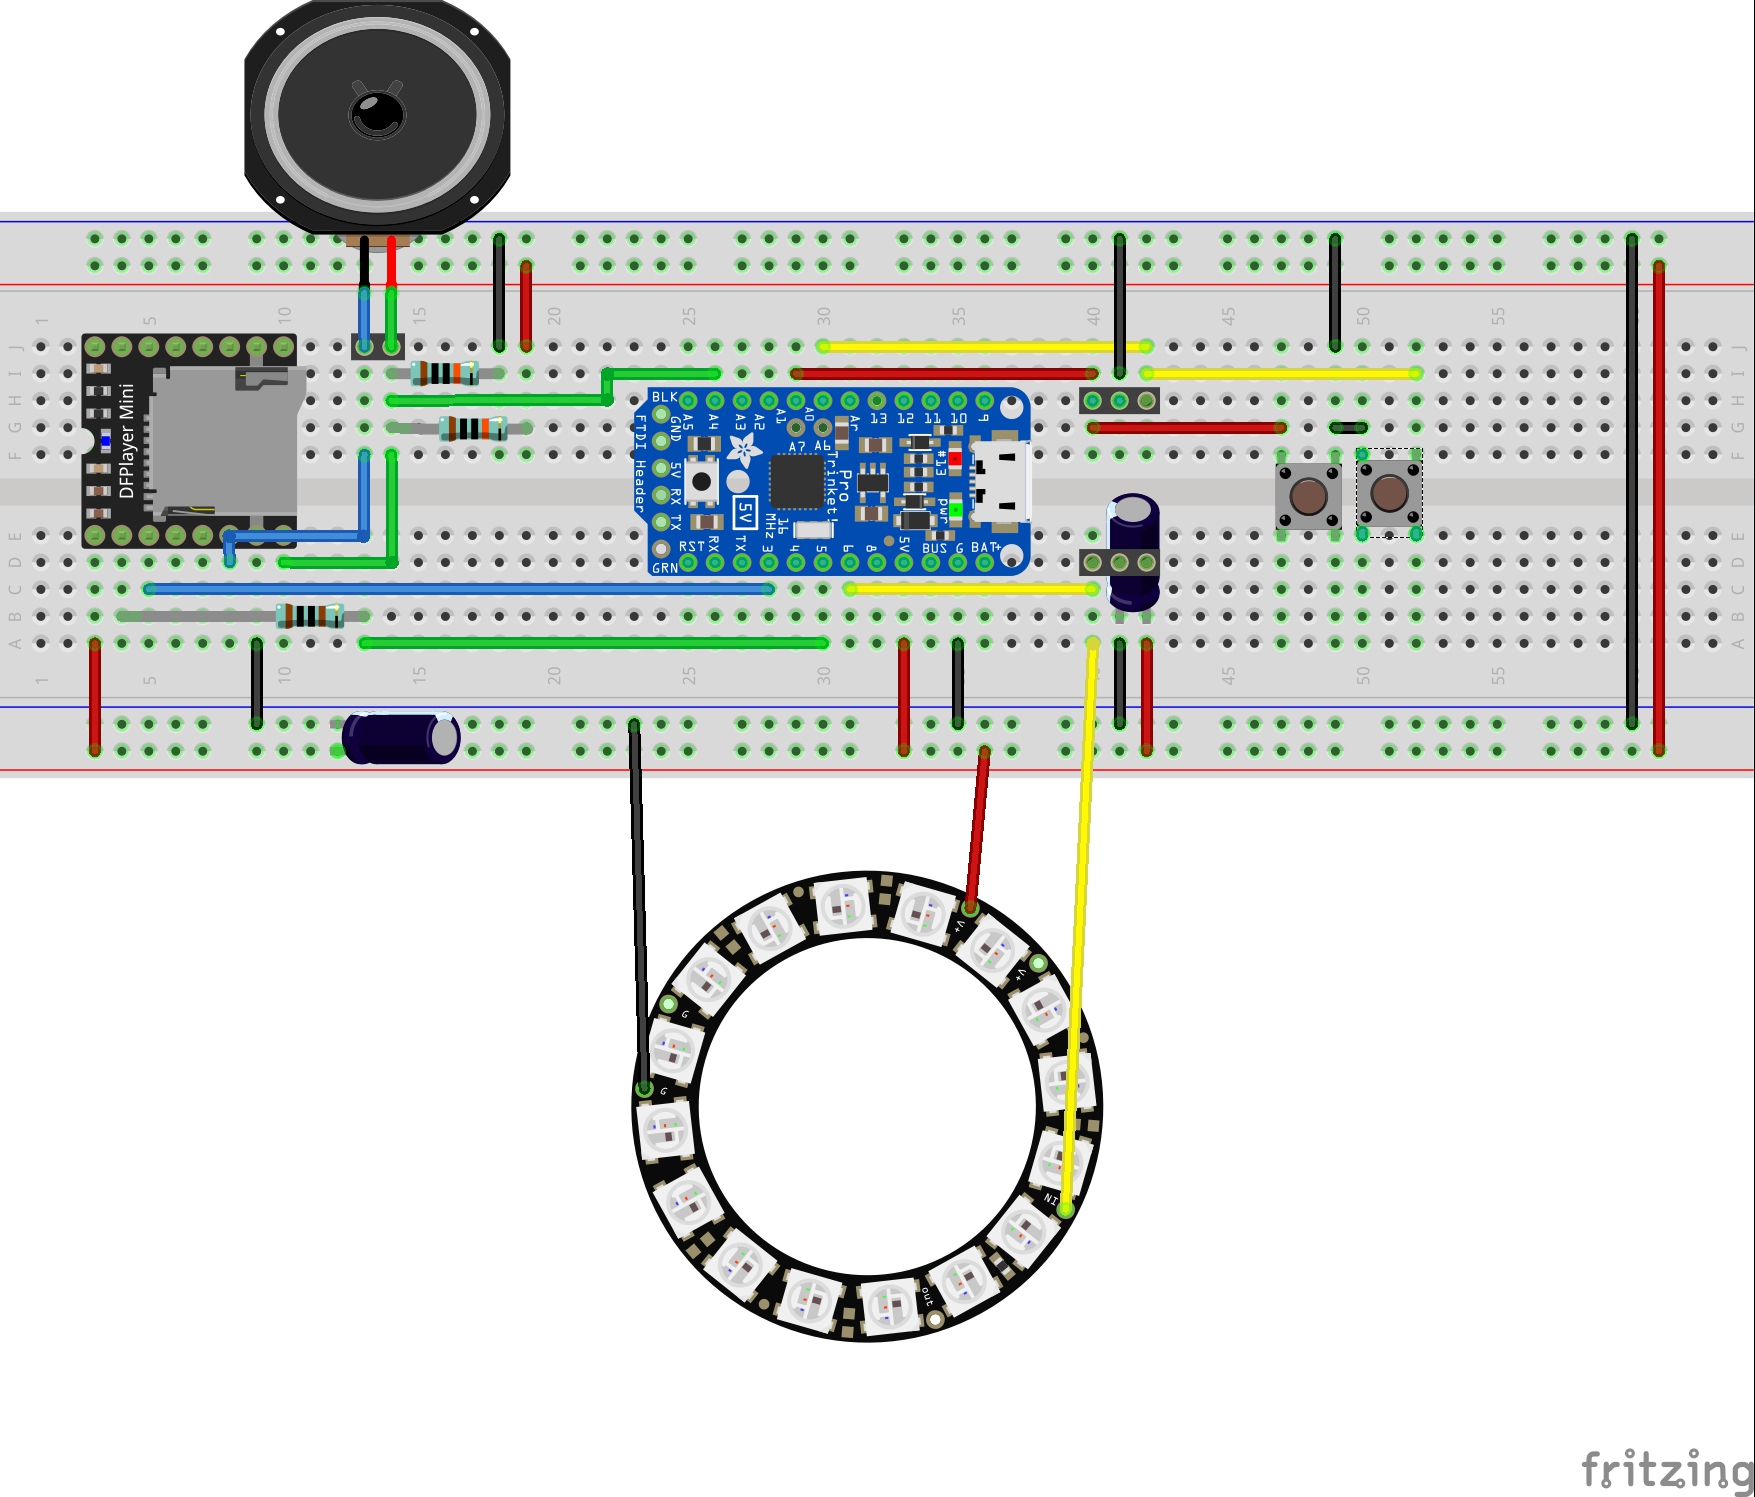 1 5 10 15 20 25 30 35 40 45 50 55
J
I
H
G
F
E
D
C
B
A
J
I
H
G
F
E
D
C
B
A
DFPlayer Mini
BLK A5 A4 A3 A2 A1 A0 Ar 13 12 11 10 9
A7 A6
FTDI Header
GND
5V
RX
TX
GRN
5V
16
MHz
Trinket!
Pro
#13
pwr
RST RX TX 3 4 5 6 8 5V BUS G BAT+
1 5 10 15 20 25 30 35 45 50 55
V+
V+
G
G
IN
out
fritzing